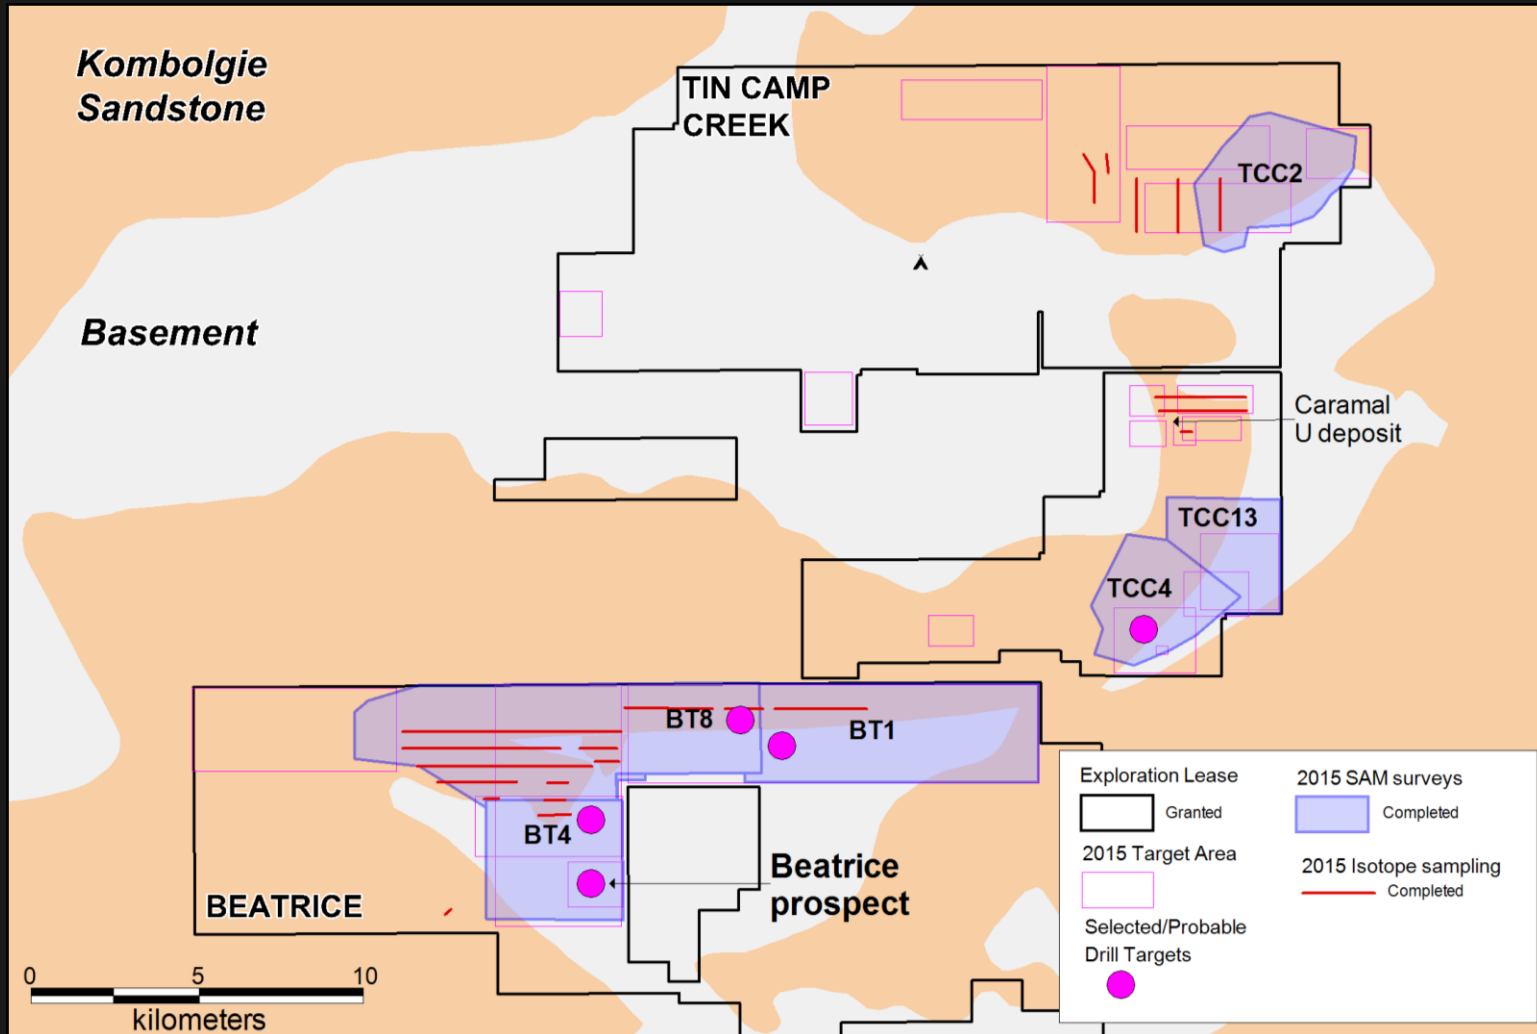 Kombolgie
Sandstone
TIN CAMP
CREEK
TCC2
Basement
Caramal
U deposit
TCC13
TCC4
BT8
BT1
BT4
Beatrice
prospect
BEATRICE
0 5 10
kilometers
Exploration Lease
Granted
2015 Target Area
Selected/Probable
Drill Targets
2015 SAM surveys
Completed
2015 Isotope sampling
Completed